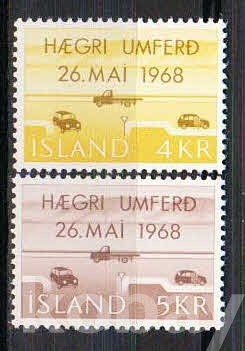 HÆGRI UMFERÐ
26.MAÍ 1968
ÍSLAND 4KR
HÆGRI UMFERÐ
26.MAÍ 1968
ÍSLAND 5KR